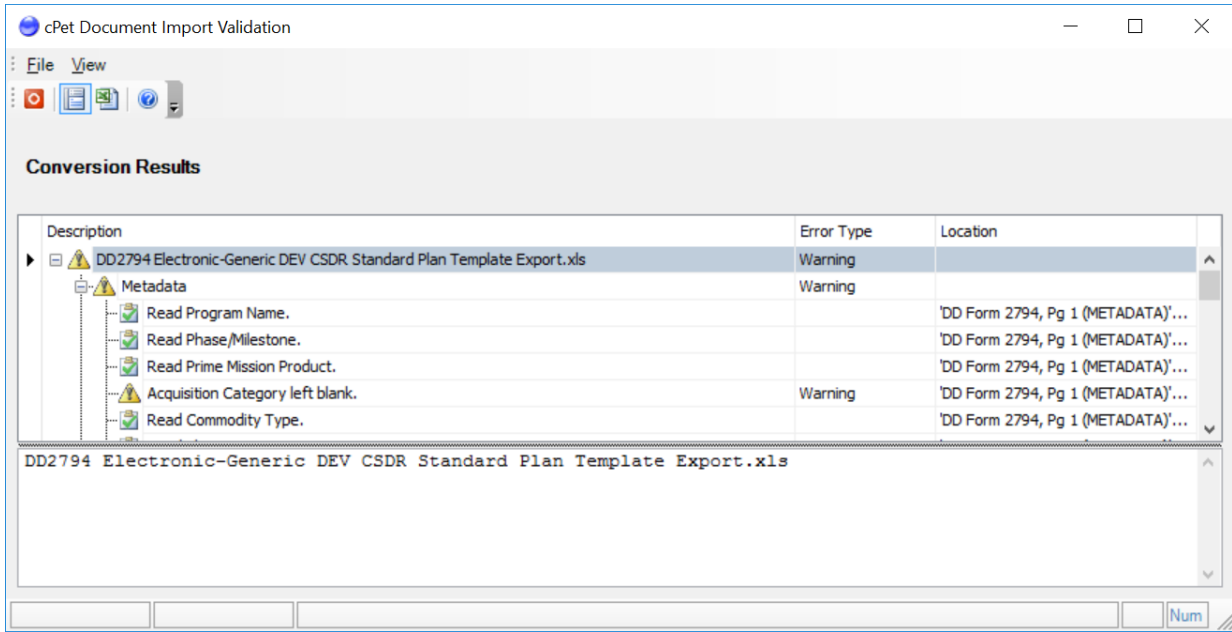 cPet Document Import Validation
File View
Conversion Results
Description Error Type Location
DD2794 Electronic-Generic DEV CSDR Standard Plan Template Export.xls Warning
Metadata Warning
Read Program Name. 'DD Form 2794, Pg 1 (METADATA)'...
Read Phase/Milestone. 'DD Form 2794, Pg 1 (METADATA)'...
Read Prime Mission Product. 'DD Form 2794, Pg 1 (METADATA)'...
Acquisition Category left blank. Warning 'DD Form 2794, Pg 1 (METADATA)'...
Read Commodity Type. 'DD Form 2794, Pg 1 (METADATA)'...
DD2794 Electronic-Generic DEV CSDR Standard Plan Template Export.xls
Num